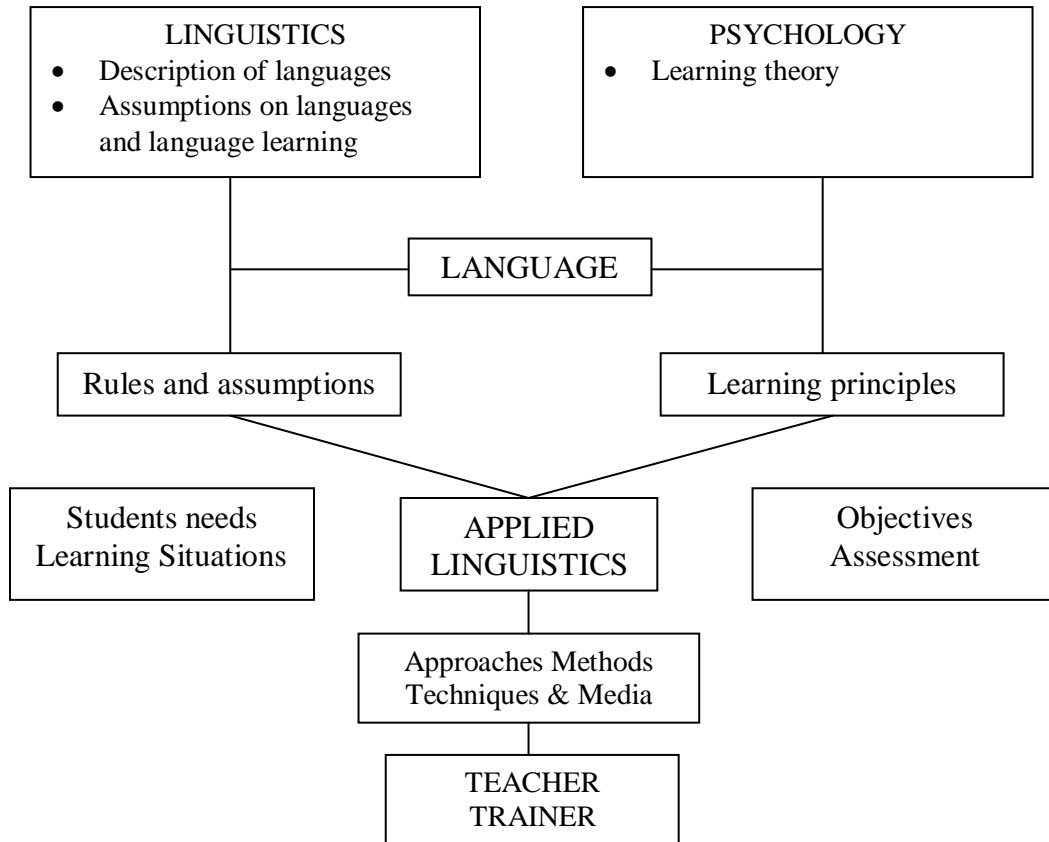 LINGUISTICS
• Description of languages
• Assumptions on languages
and language learning
PSYCHOLOGY
• Learning theory
LANGUAGE
Rules and assumptions
Learning principles
Students needs
Learning Situations
APPLIED
LINGUISTICS
Objectives
Assessment
Approaches Methods
Techniques & Media
TEACHER
TRAINER